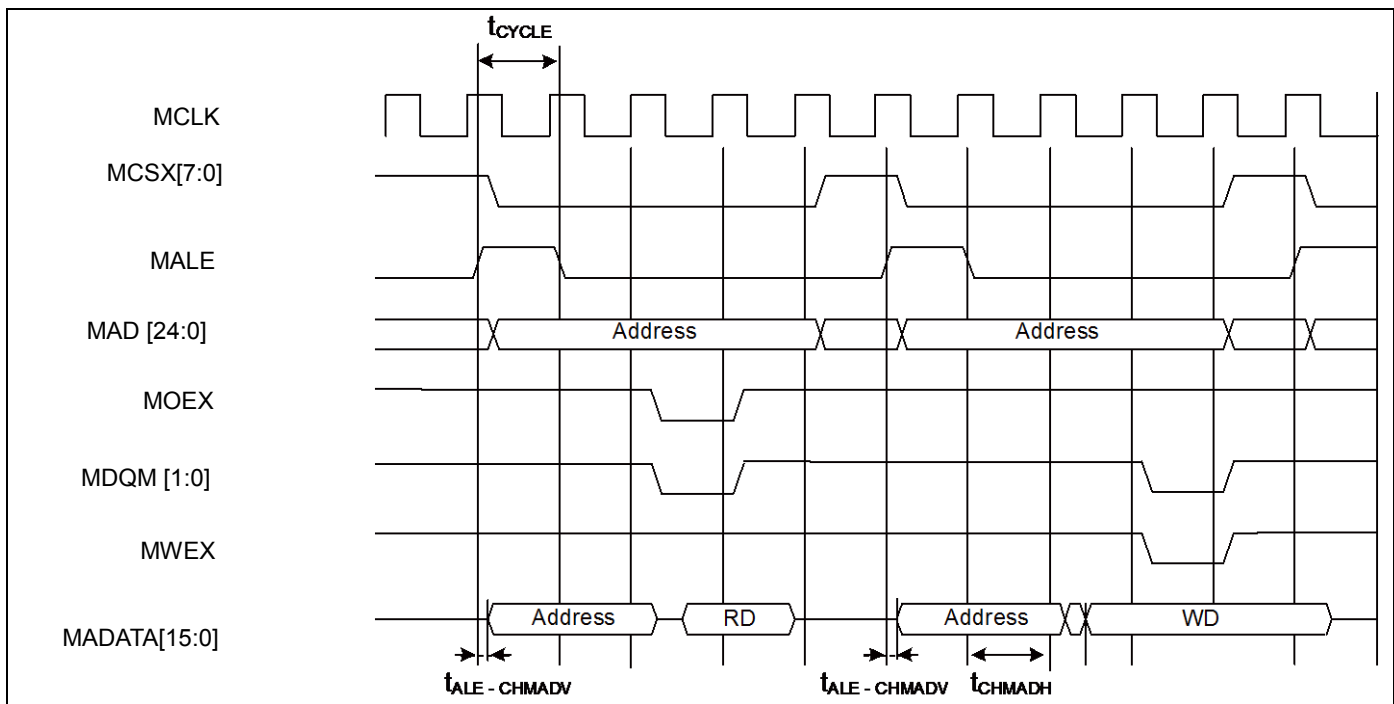 tCYCLE
MCLK
MCSX[7:0]
MALE
MAD [24:0]
Address
Address
MOEX
MDQM [1:0]
MWEX
MADATA[15:0]
Address
RD
Address
WD
tALE - CHMADV
tALE - CHMADV
tCHMADH